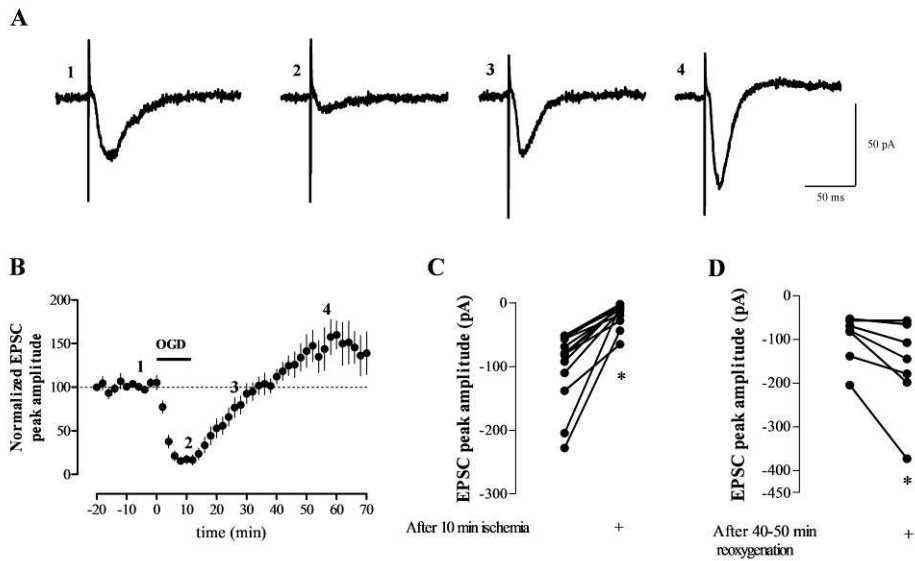 A
1
2
3
4
50 pA
50 ms
B
C
D
Normalized EPSC
peak amplitude
200
150
100
50
0
1
OGD
2
3
4
-20
-10
0
10
20
30
40
50
60
70
time (min)
EPSC peak amplitude (pA)
0
-100
-200
-300
*
After 10 min ischemia
+
EPSC peak amplitude (pA)
0
-100
-200
-300
-400
-450
*
After 40-50 min
reoxygenation
+